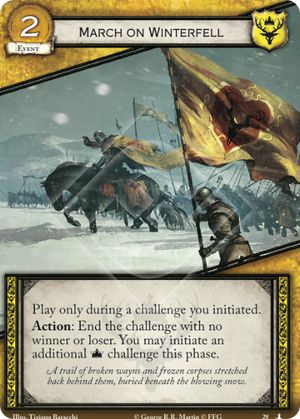 2
EVENT
MARCH ON WINTERFELL
Play only during a challenge you initiated.
Action: End the challenge with no
winner or loser. You may initiate an
additional challenge this phase.
A trail of broken wayns and frozen corpses stretched
back behind them, buried beneath the blowing snow.
Illus. Tiziano Baracchi
© George R.R. Martin © FFG
28